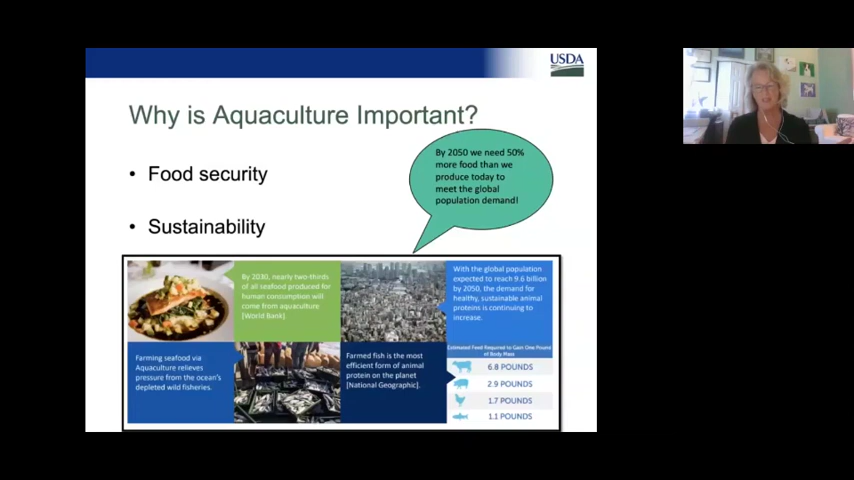 USDA
Why is Aquaculture Important?
By 2050 we need 50%
more food than we
produce today to
meet the global
population demand!
• Food security
• Sustainability
By 2030, nearly two-thirds
of all seafood produced for
human consumption will
come from aquaculture
[World Bank].
With the global population
expected to reach 9.6 billion
by 2050, the demand for
healthy, sustainable animal
proteins is continuing to
increase.
Farming seafood via
Aquaculture relieves
pressure from the ocean's
depleted wild fisheries.
Farmed fish is the most
efficient form of animal
protein on the planet
[National Geographic].
Estimated Feed Required to Gain One Pound
of Body Mass
6.8 POUNDS
2.9 POUNDS
1.7 POUNDS
1.1 POUNDS